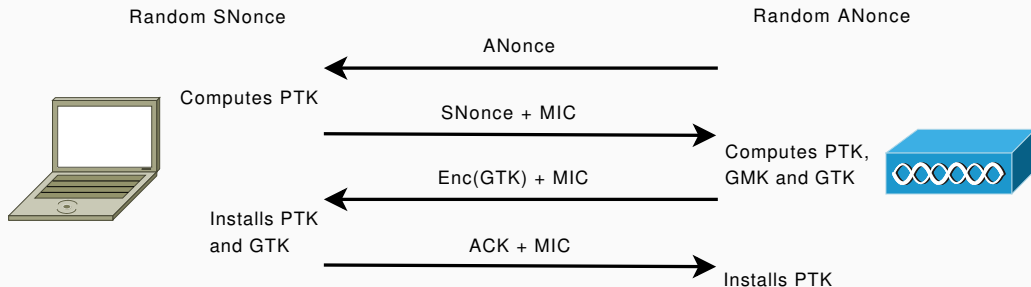 Random SNonce
Random ANonce
ANonce
Computes PTK
SNonce + MIC
Computes PTK,
GMK and GTK
Enc(GTK) + MIC
Installs PTK
and GTK
ACK + MIC
Installs PTK